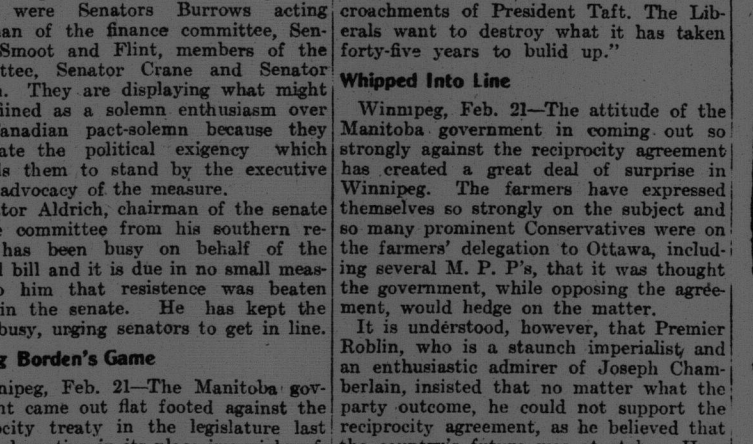 were Senators Burrows acting
of the finance committee, Sen-
Smoot and Flint, members of the
Senator Crane and Senator
They are displaying what might
as a solemn enthusiasm over
pact-solemn because they
the political exigency which
them to stand by the executive
advocacy of the measure.
Aldrich, chairman of the senate
committee from his southern re-
has been busy on behalf of the
bill and it is due in no small meas-
him that resistence was beaten
in the senate. He has kept the
busy, urging senators to get in line.
Borden's Game
Feb. 21—The Manitoba gov-
came out flat footed against the
treaty in the legislature last
croachments of President Taft. The Lib-
erals want to destroy what it has taken
forty-five years to bulid up."
Whipped Into Line
Winnipeg, Feb. 21—The attitude of the
Manitoba government in coming out so
strongly against the reciprocity agreement
has created a great deal of surprise in
Winnipeg. The farmers have expressed
themselves so strongly on the subject and
so many prominent Conservatives were on
the farmers' delegation to Ottawa, includ-
ing several M. P. P's, that it was thought
the government, while opposing the agree-
ment, would hedge on the matter.
It is understood, however, that Premier
Roblin, who is a staunch imperialist, and
an enthusiastic admirer of Joseph Cham-
berlain, insisted that no matter what the
party outcome, he could not support the
reciprocity agreement, as he believed that